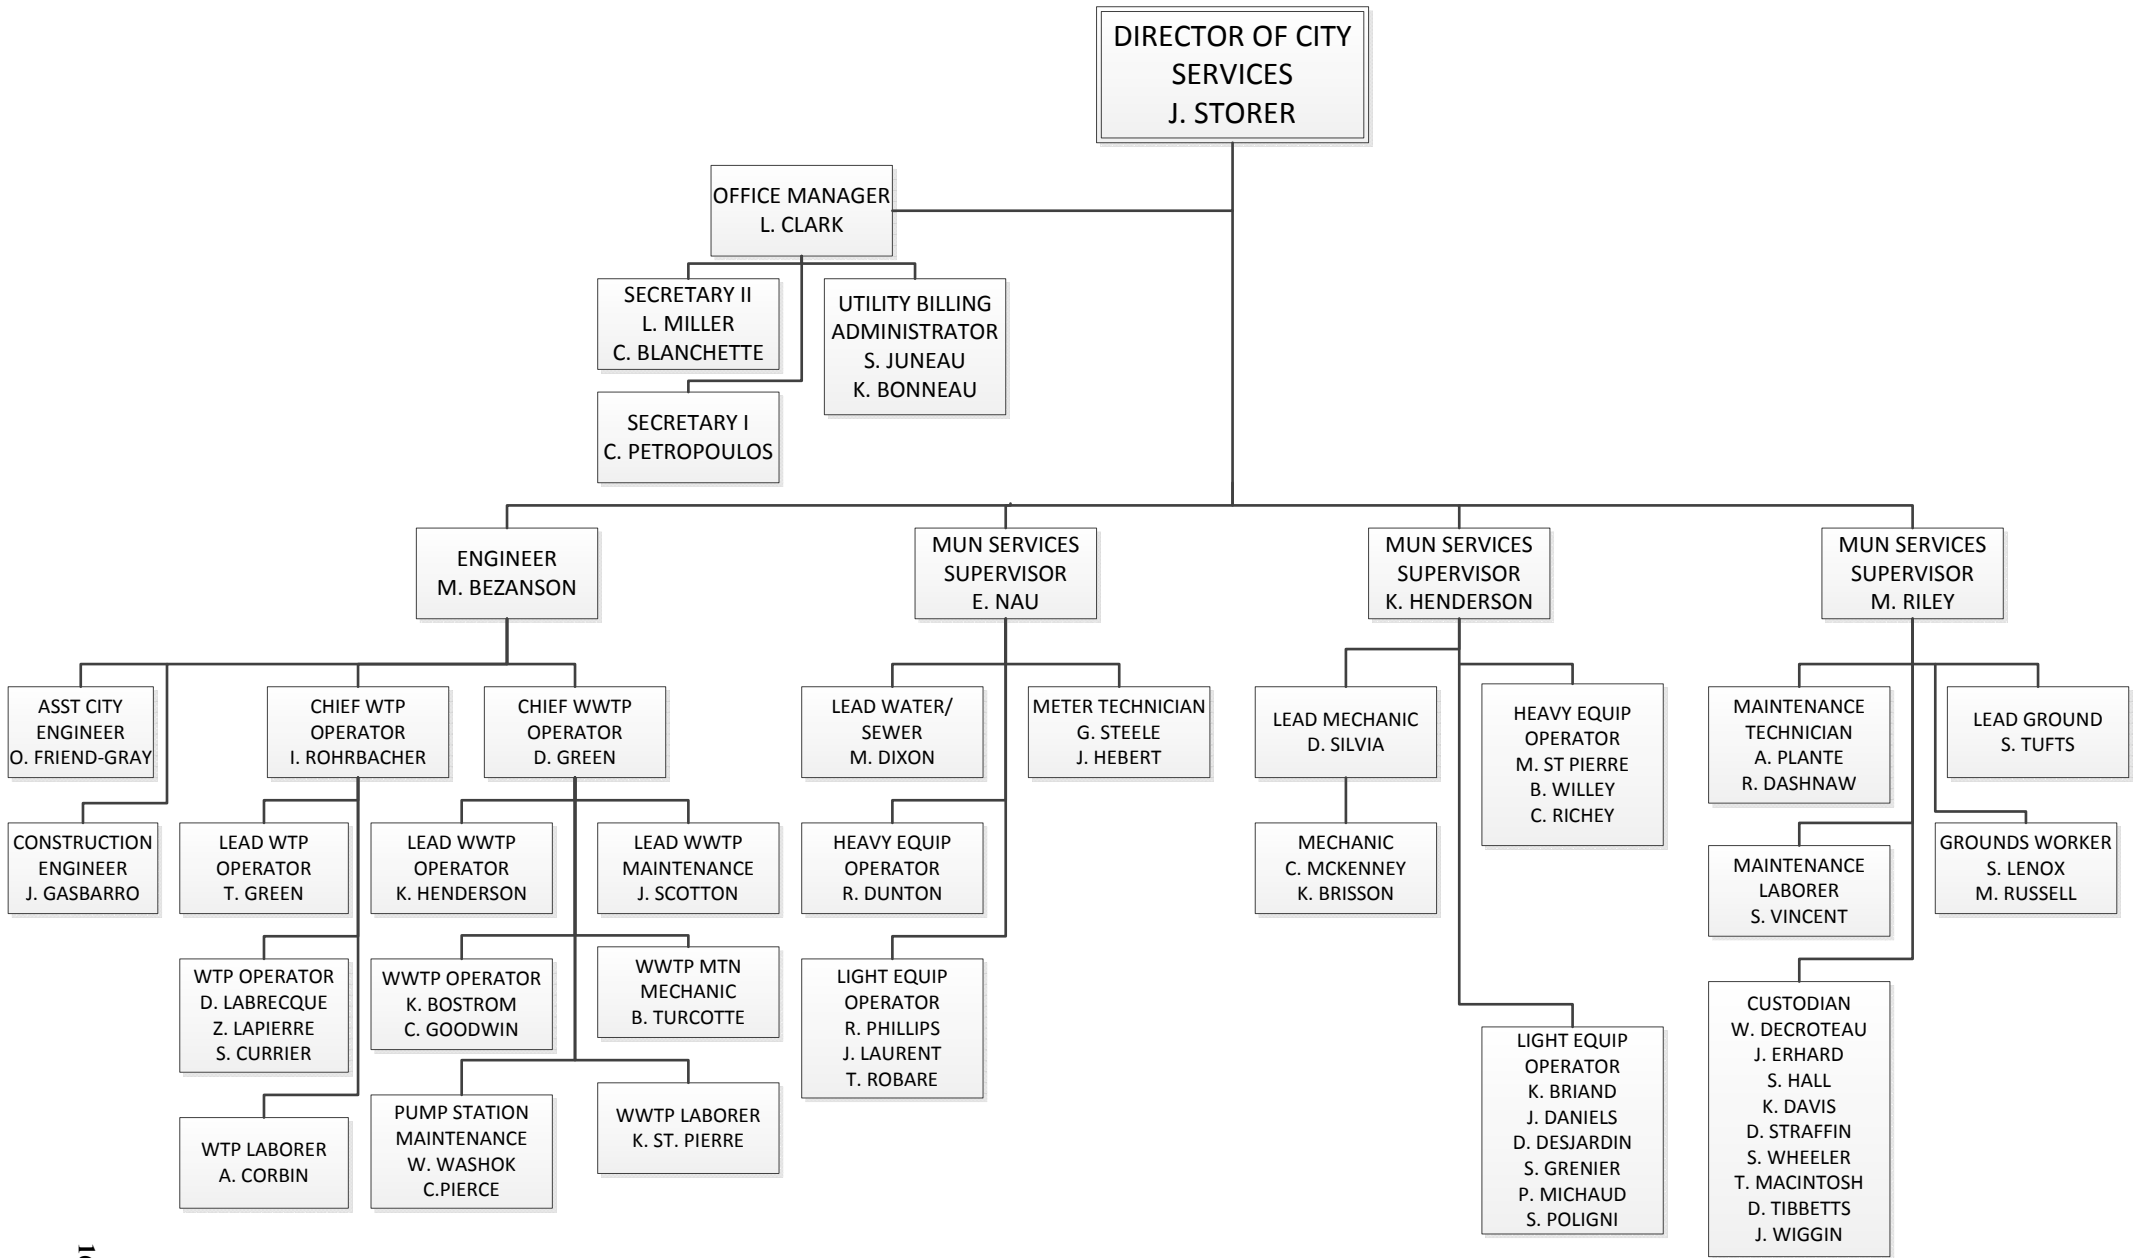 DIRECTOR OF CITY
SERVICES
J. STORER
OFFICE MANAGER
L. CLARK
SECRETARY II
L. MILLER
C. BLANCHETTE
UTILITY BILLING
ADMINISTRATOR
S. JUNEAU
K. BONNEAU
SECRETARY I
C. PETROPOULOS
ENGINEER
M. BEZANSON
MUN SERVICES
SUPERVISOR
E. NAU
MUN SERVICES
SUPERVISOR
K. HENDERSON
MUN SERVICES
SUPERVISOR
M. RILEY
ASST CITY
ENGINEER
O. FRIEND-GRAY
CHIEF WTP
OPERATOR
I. ROHRBACHER
CHIEF WWTP
OPERATOR
D. GREEN
LEAD WATER/
SEWER
M. DIXON
METER TECHNICIAN
G. STEELE
J. HEBERT
LEAD MECHANIC
D. SILVIA
HEAVY EQUIP
OPERATOR
M. ST PIERRE
B. WILLEY
C. RICHEY
MAINTENANCE
TECHNICIAN
A. PLANTE
R. DASHNAW
LEAD GROUND
S. TUFTS
CONSTRUCTION
ENGINEER
J. GASBARRO
LEAD WTP
OPERATOR
T. GREEN
LEAD WWTP
OPERATOR
K. HENDERSON
LEAD WWTP
MAINTENANCE
J. SCOTTON
HEAVY EQUIP
OPERATOR
R. DUNTON
MECHANIC
C. MCKENNEY
K. BRISSON
MAINTENANCE
LABORER
S. VINCENT
GROUNDS WORKER
S. LENOX
M. RUSSELL
WTP OPERATOR
D. LABRECQUE
Z. LAPIERRE
S. CURRIER
WWTP OPERATOR
K. BOSTROM
C. GOODWIN
WWTP MTN
MECHANIC
B. TURCOTTE
LIGHT EQUIP
OPERATOR
R. PHILLIPS
J. LAURENT
T. ROBARE
WTP LABORER
A. CORBIN
PUMP STATION
MAINTENANCE
W. WASHOK
C.PIERCE
WWTP LABORER
K. ST. PIERRE
LIGHT EQUIP
OPERATOR
K. BRIAND
J. DANIELS
D. DESJARDIN
S. GRENIER
P. MICHAUD
S. POLIGNI
CUSTODIAN
W. DECROTEAU
J. ERHARD
S. HALL
K. DAVIS
D. STRAFFIN
S. WHEELER
T. MACINTOSH
D. TIBBETTS
J. WIGGIN